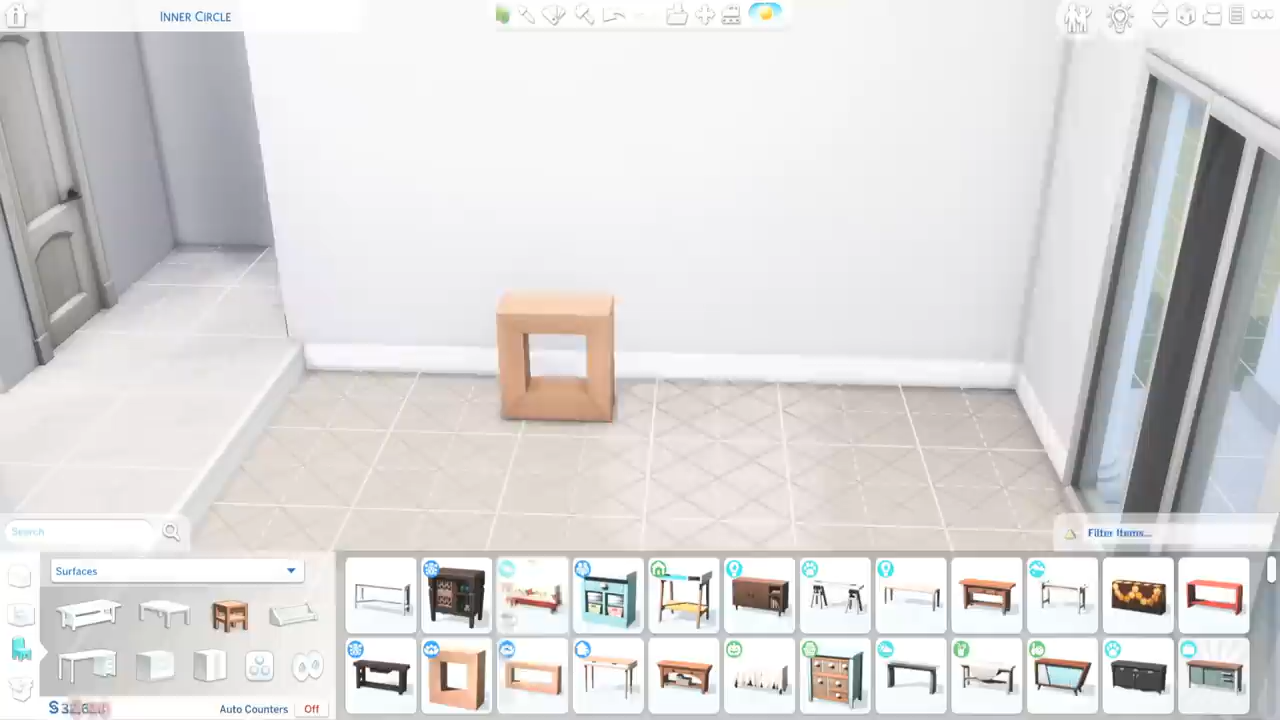 INNER CIRCLE
Search
Filter Items...
Surfaces
Auto Counters
Off